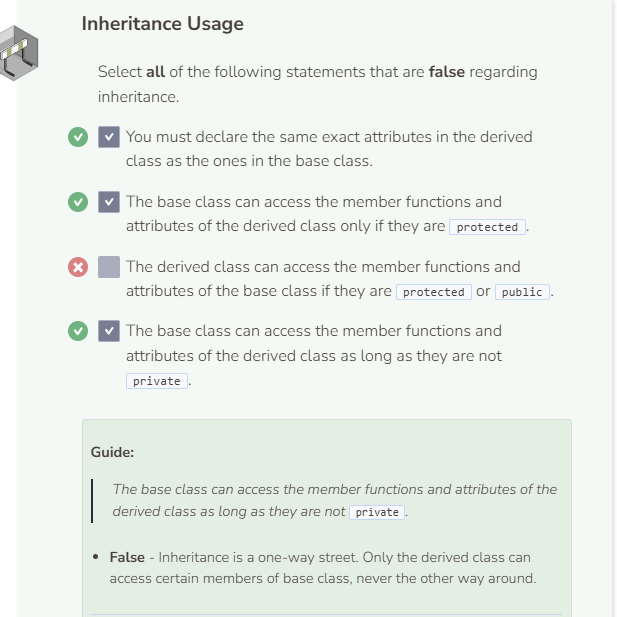 Inheritance Usage
Select all of the following statements that are false regarding
inheritance.
You must declare the same exact attributes in the derived
class as the ones in the base class.
The base class can access the member functions and
attributes of the derived class only if they are protected.
The derived class can access the member functions and
attributes of the base class if they are protected or public.
The base class can access the member functions and
attributes of the derived class as long as they are not
private.
Guide:
The base class can access the member functions and attributes of the
derived class as long as they are not private.
• False - Inheritance is a one-way street. Only the derived class can
access certain members of base class, never the other way around.